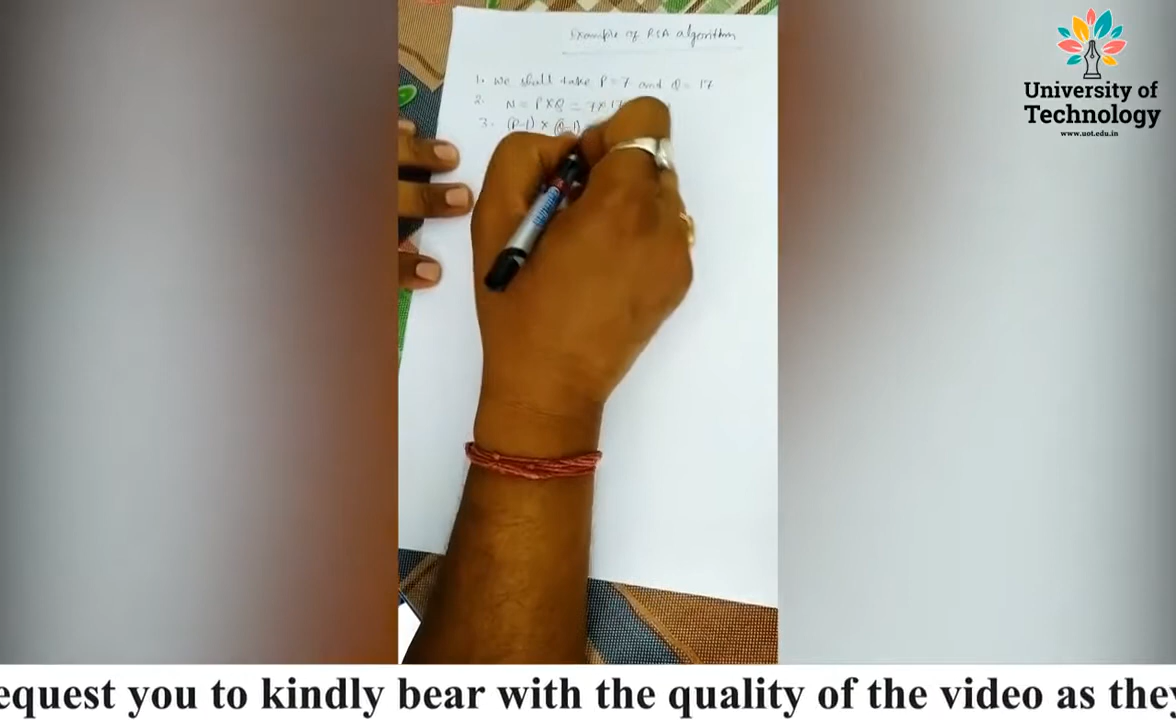 Example of RSA algorithm
1. We shall take P = 7 and Q = 17
2. N = P × Q = 7 × 17
3. (P-1) × (Q-1)
University of
Technology
www.uot.edu.in
equest you to kindly bear with the quality of the video as they